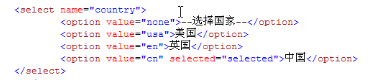 <select name="country">
<option value="none">--选择国家--</option>
<option value="usa">美国</option>
<option value="en">英国</option>
<option value="cn" selected="selected">中国</option>
</select>